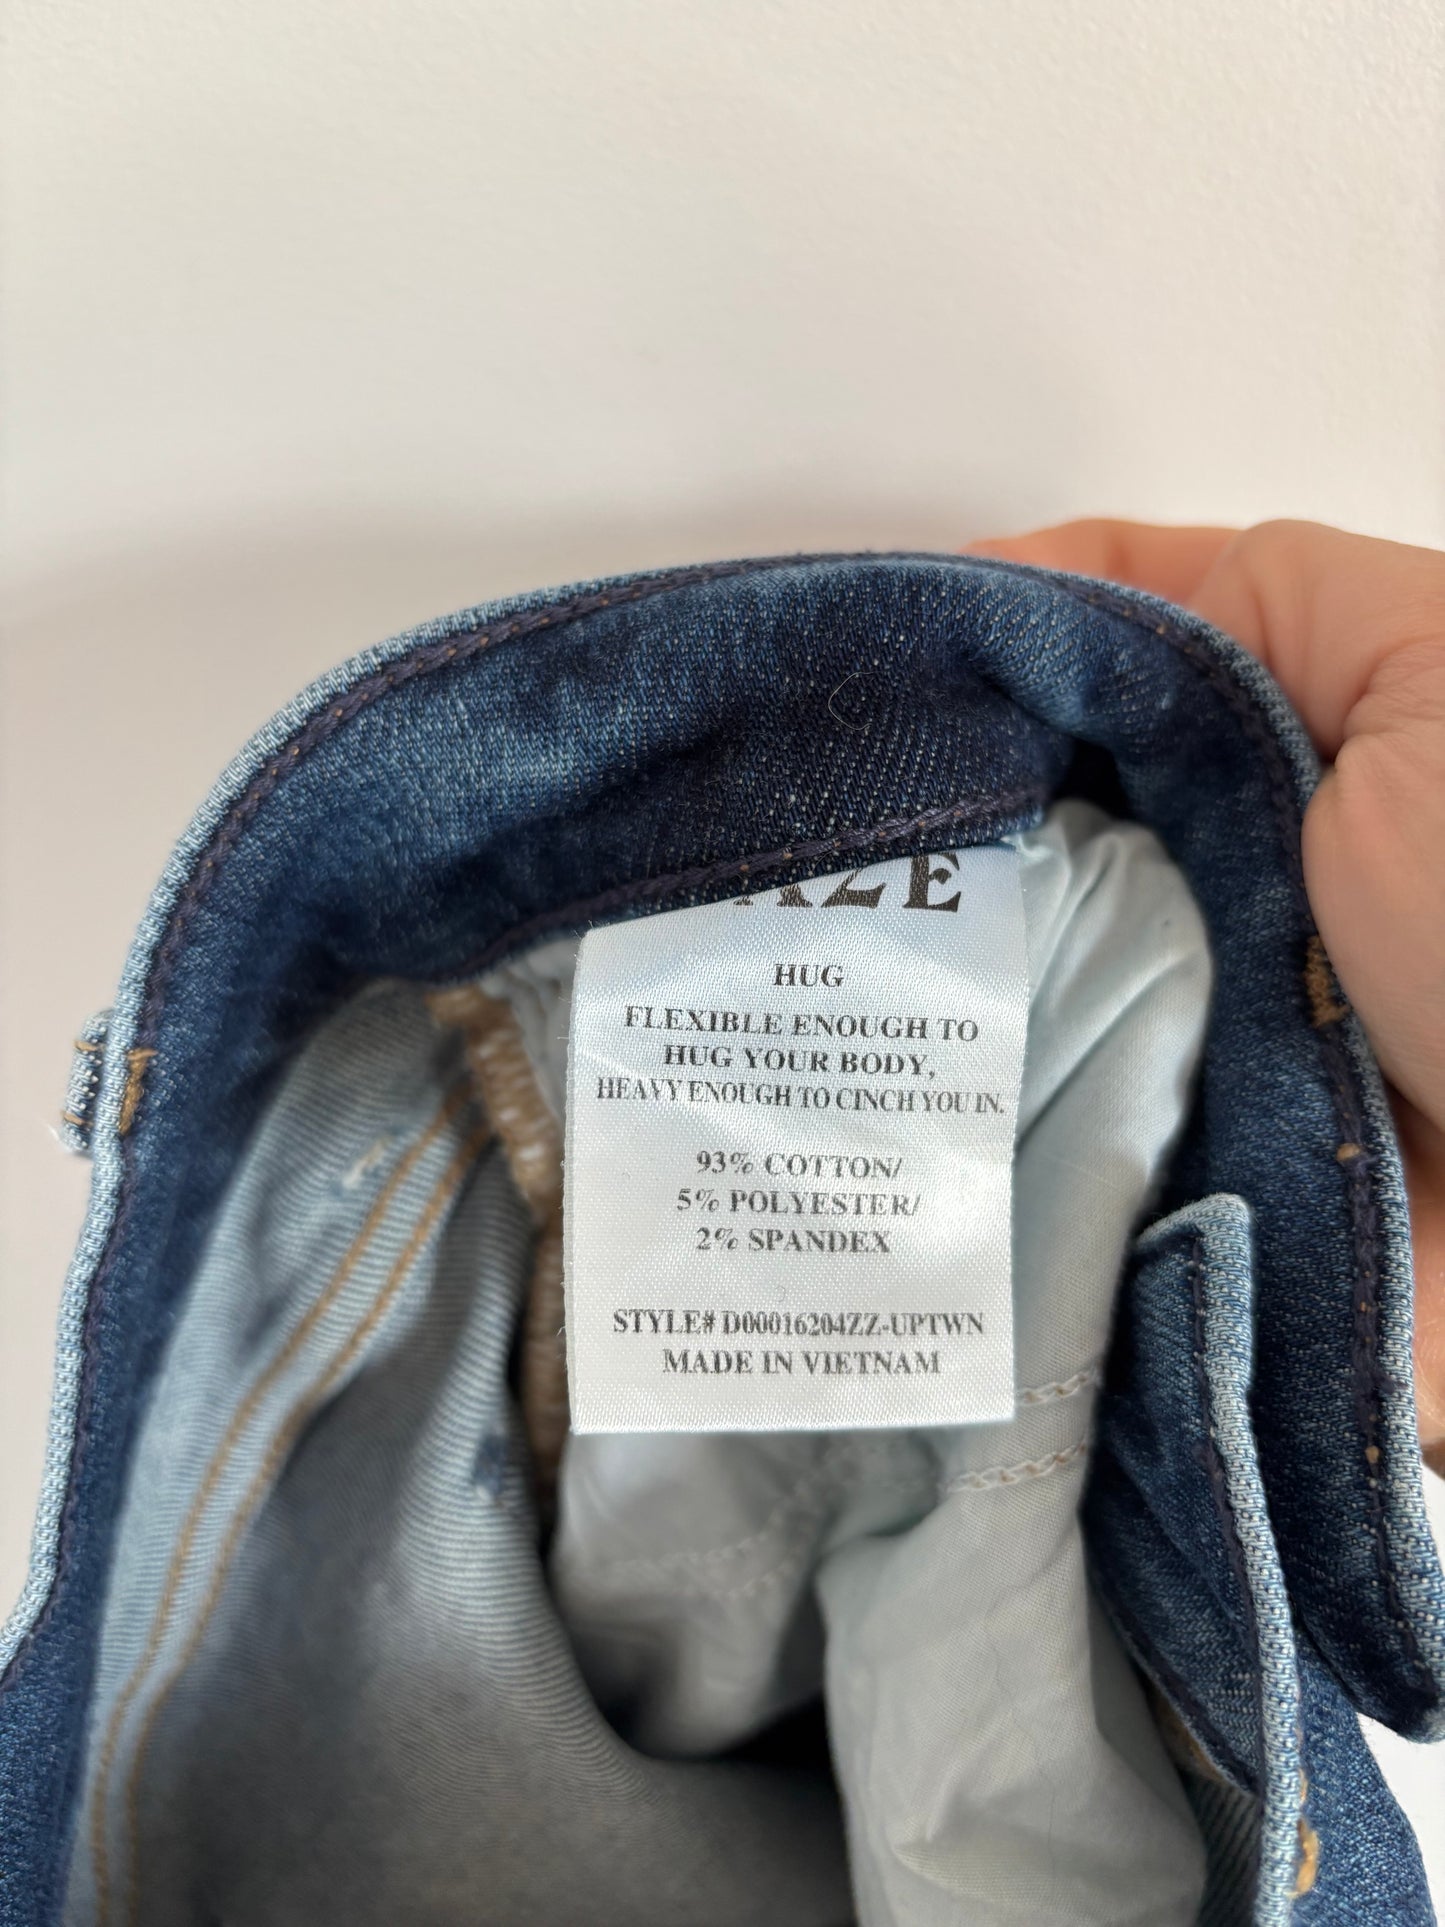 HUG
FLEXIBLE ENOUGH TO
HUG YOUR BODY,
HEAVY ENOUGH TO CINCH YOU IN.
93% COTTON/
5% POLYESTER/
2% SPANDEX
STYLE# D00016204ZZ-UPTWN
MADE IN VIETNAM